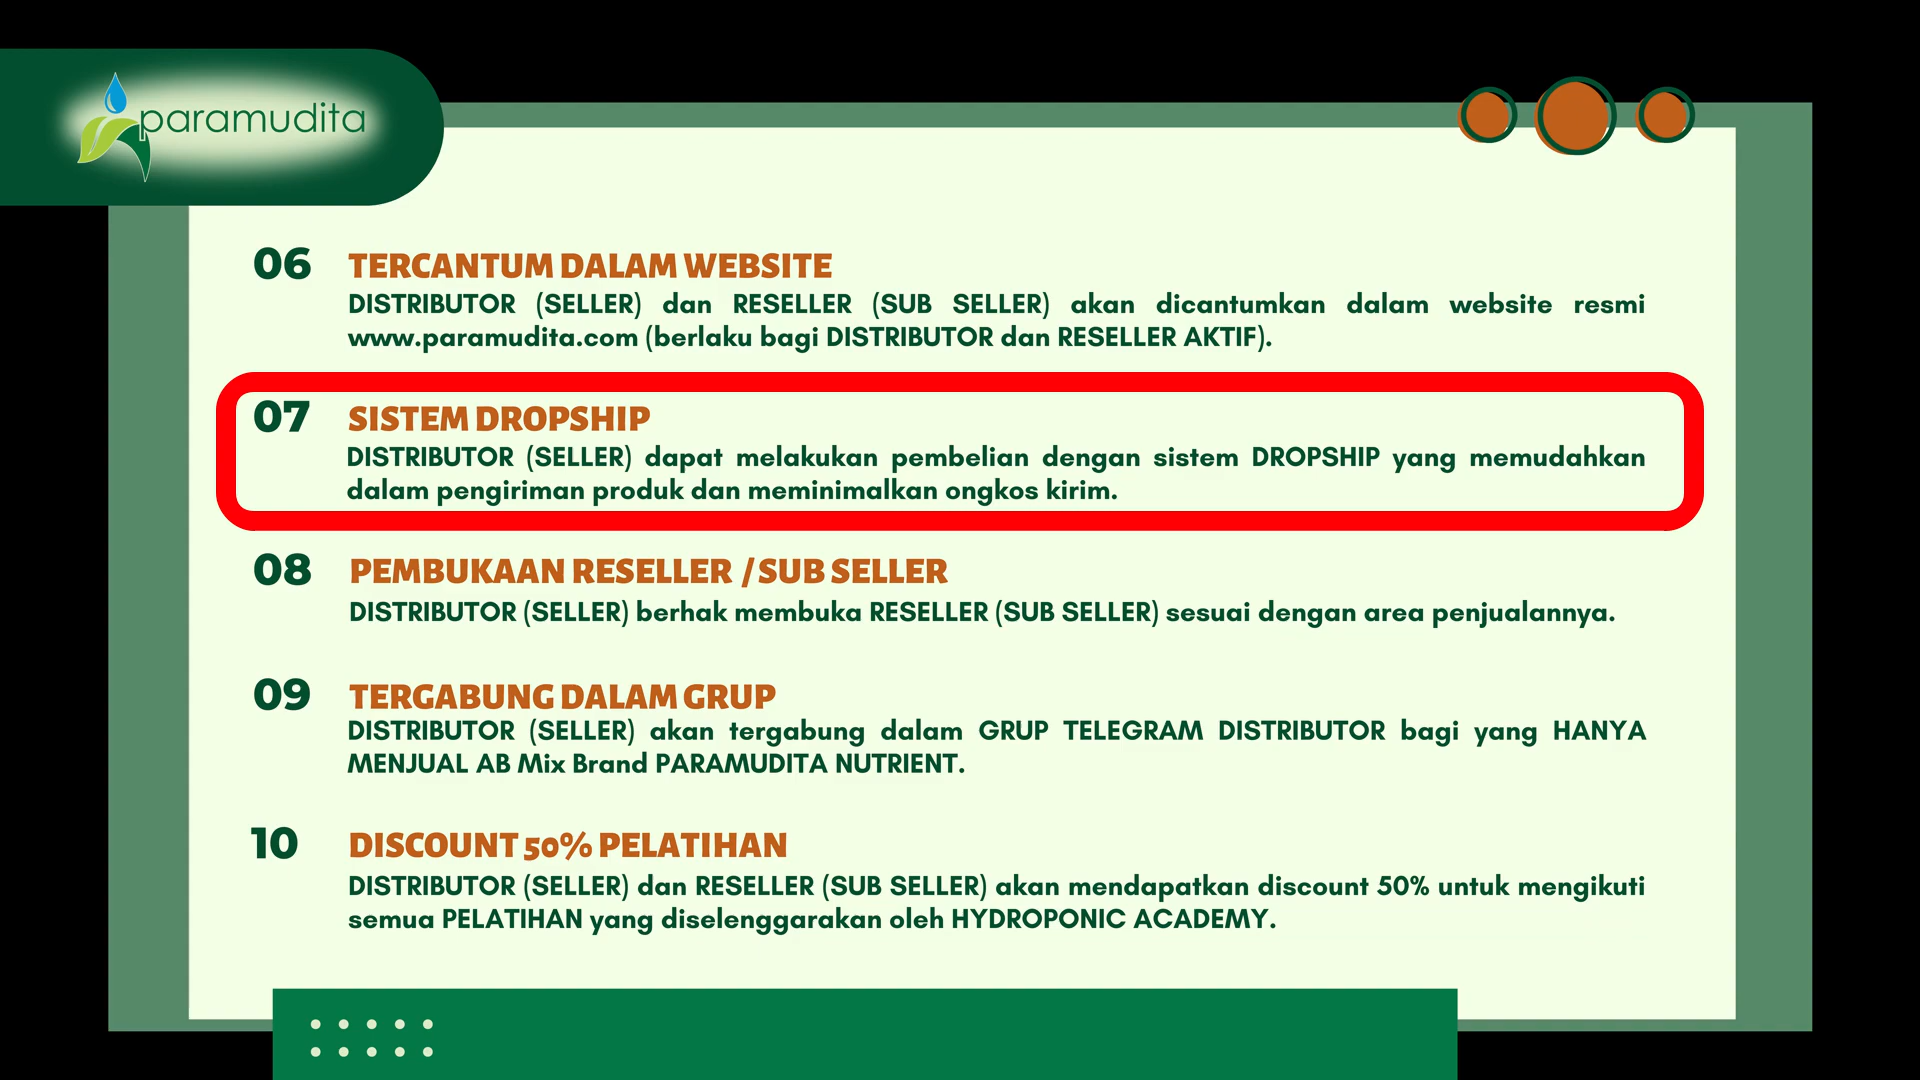 paramudita
06 TERCANTUM DALAM WEBSITE
DISTRIBUTOR (SELLER) dan RESELLER (SUB SELLER) akan dicantumkan dalam website resmi
www.paramudita.com (berlaku bagi DISTRIBUTOR dan RESELLER AKTIF).
07 SISTEM DROPSHIP
DISTRIBUTOR (SELLER) dapat melakukan pembelian dengan sistem DROPSHIP yang memudahkan
dalam pengiriman produk dan meminimalkan ongkos kirim.
08 PEMBUKAAN RESELLER / SUB SELLER
DISTRIBUTOR (SELLER) berhak membuka RESELLER (SUB SELLER) sesuai dengan area penjualannya.
09 TERGABUNG DALAM GRUP
DISTRIBUTOR (SELLER) akan tergabung dalam GRUP TELEGRAM DISTRIBUTOR bagi yang HANYA
MENJUAL AB Mix Brand PARAMUDITA NUTRIENT.
10 DISCOUNT 50% PELATIHAN
DISTRIBUTOR (SELLER) dan RESELLER (SUB SELLER) akan mendapatkan discount 50% untuk mengikuti
semua PELATIHAN yang diselenggarakan oleh HYDROPONIC ACADEMY.